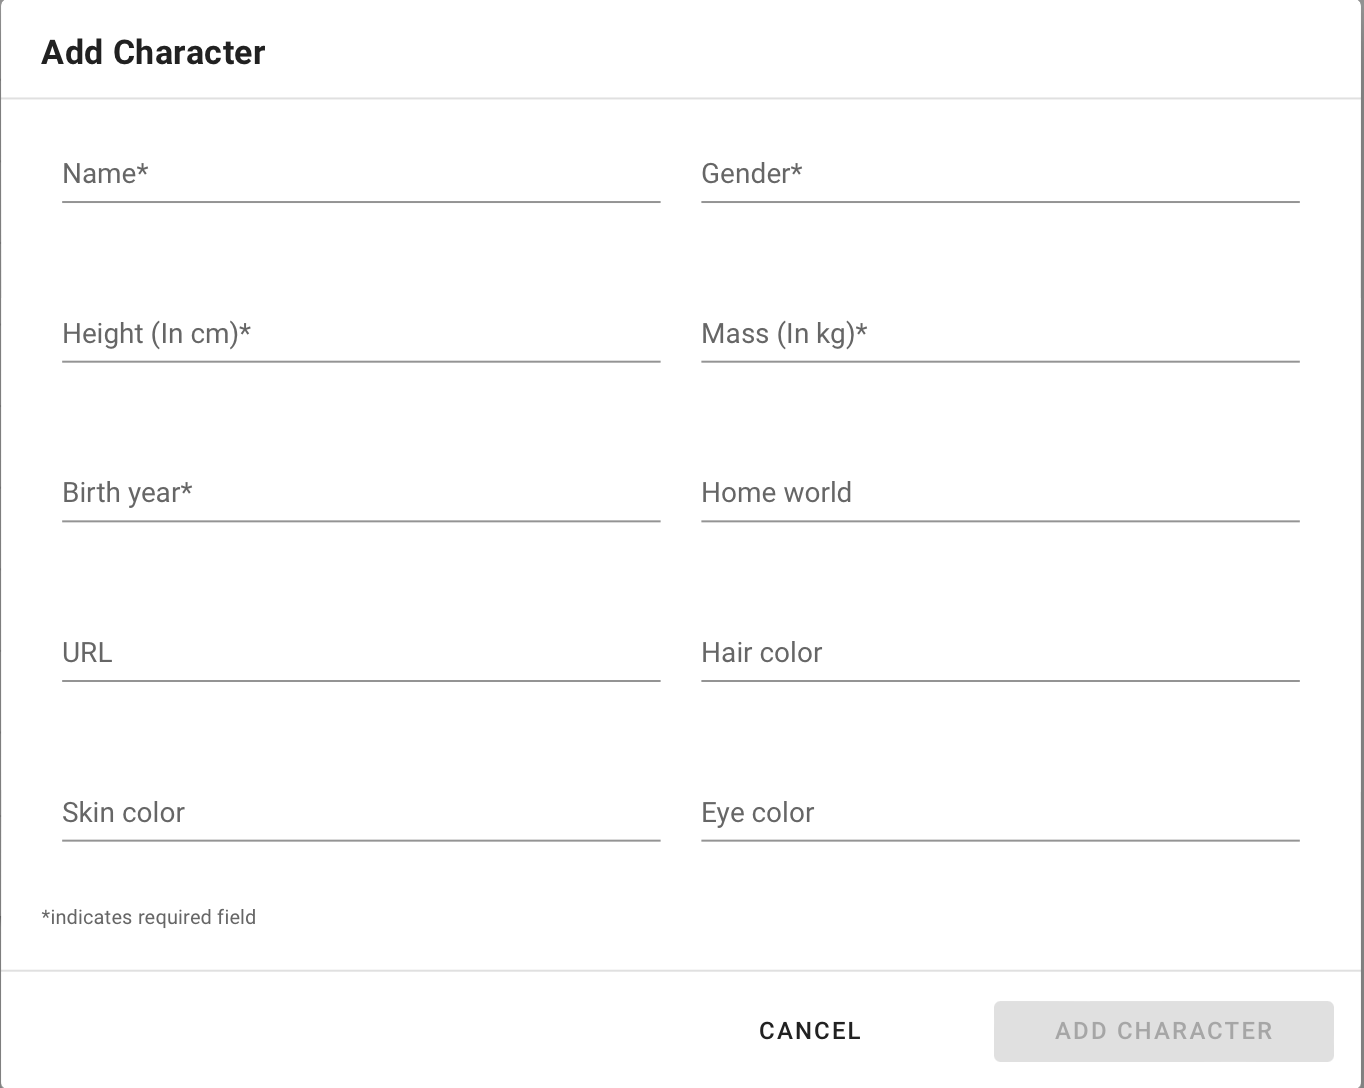 Add Character
Name*
Gender*
Height (In cm)*
Mass (In kg)*
Birth year*
Home world
URL
Hair color
Skin color
Eye color
*indicates required field
CANCEL
ADD CHARACTER